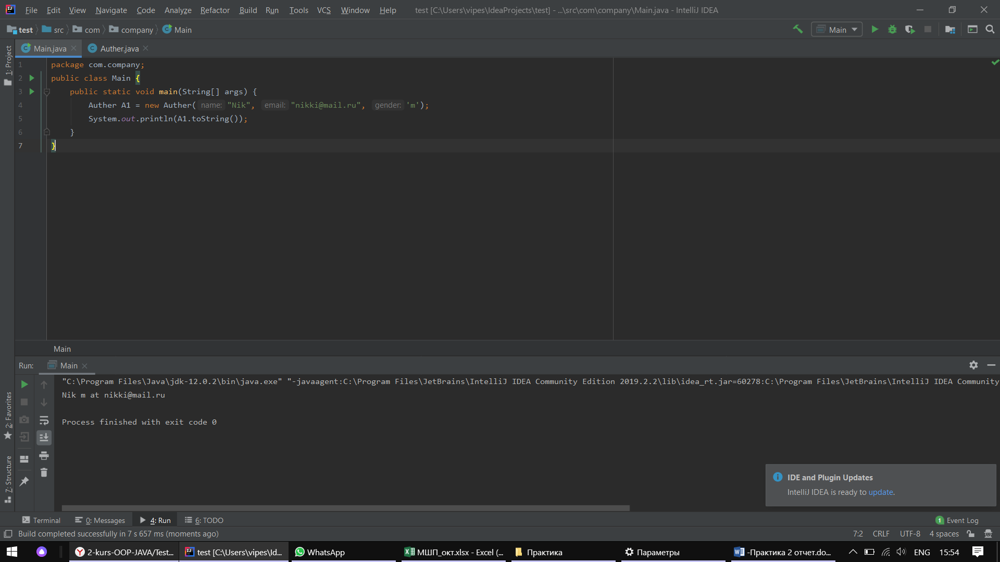 File Edit View Navigate Code Analyze Refactor Build Run Tools VCS Window Help test [C:\Users\vipes\IdeaProjects\test] - ...\src\com\company\Main.java - IntelliJ IDEA
test src com company Main Main
Main.java Auther.java
1: Project
1 package com.company;
2 public class Main {
3 public static void main(String[] args) {
4 Auther A1 = new Auther( name: "Nik", email: "nikki@mail.ru", gender: 'm');
5 System.out.println(A1.toString());
6 }
7 }
Main
Run: Main
"C:\Program Files\Java\jdk-12.0.2\bin\java.exe" "-javaagent:C:\Program Files\JetBrains\IntelliJ IDEA Community Edition 2019.2.2\lib\idea_rt.jar=60278:C:\Program Files\JetBrains\IntelliJ IDEA Community
Nik m at nikki@mail.ru
Process finished with exit code 0
2: Favorites
7: Structure
IDE and Plugin Updates
IntelliJ IDEA is ready to update.
Terminal 0: Messages 4: Run 6: TODO 1 Event Log
Build completed successfully in 7 s 657 ms (moments ago) 7:2 CRLF UTF-8 4 spaces
2-kurs-OOP-JAVA/Test... test [C:\Users\vipes\Id... WhatsApp МШП_окт.xlsx - Excel (... Практика Параметры -Практика 2 отчет.do... ENG 15:54